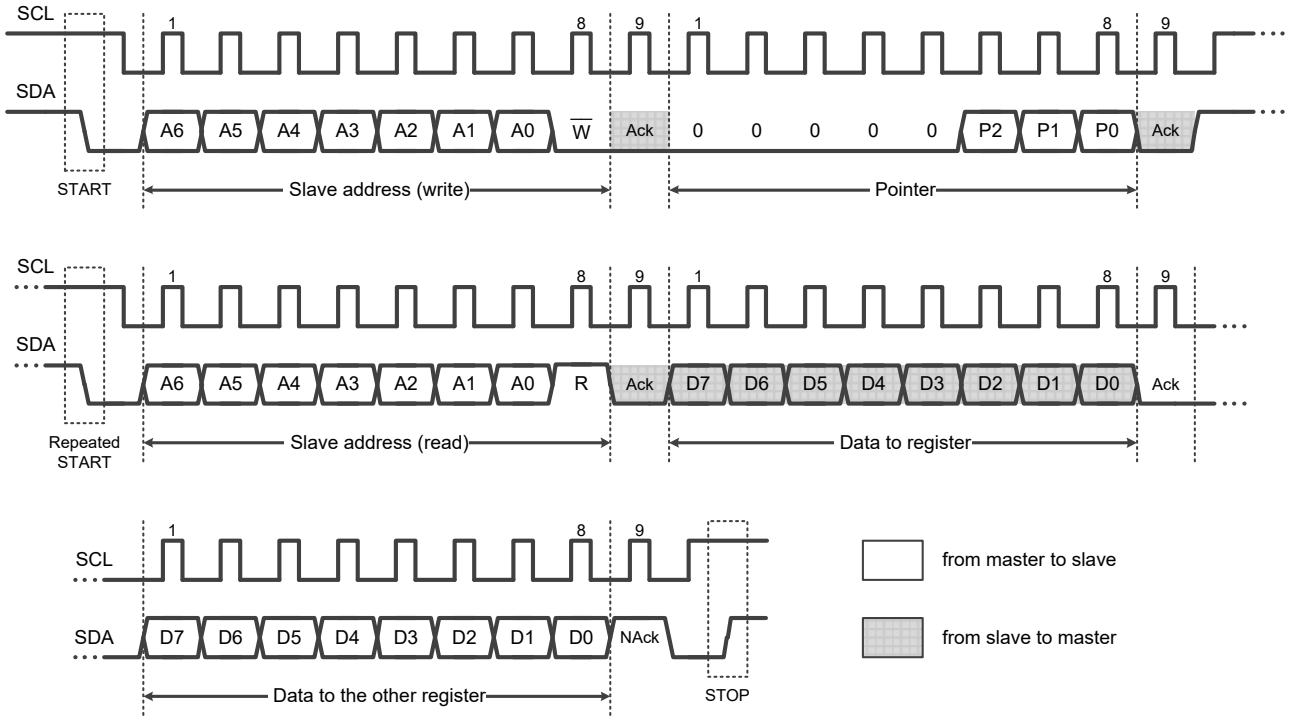 SCL
1 8 9 1 8 9
SDA
A6 A5 A4 A3 A2 A1 A0 W Ack 0 0 0 0 0 P2 P1 P0 Ack
START
Slave address (write)
Pointer
SCL
1 8 9 1 8 9
SDA
A6 A5 A4 A3 A2 A1 A0 R Ack D7 D6 D5 D4 D3 D2 D1 D0 Ack
Repeated
START
Slave address (read)
Data to register
1 8 9
SCL
from master to slave
SDA
D7 D6 D5 D4 D3 D2 D1 D0 NAck
from slave to master
Data to the other register
STOP